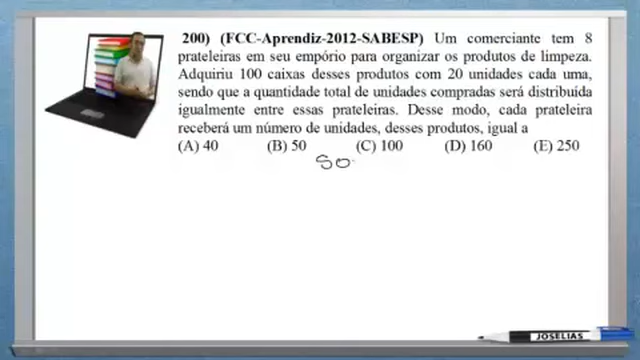 200) (FCC-Aprendiz-2012-SABESP) Um comerciante tem 8
prateleiras em seu empório para organizar os produtos de limpeza.
Adquiriu 100 caixas desses produtos com 20 unidades cada uma,
sendo que a quantidade total de unidades compradas será distribuída
igualmente entre essas prateleiras. Desse modo, cada prateleira
receberá um número de unidades, desses produtos, igual a
(A) 40 (B) 50 (C) 100 (D) 160 (E) 250
so
JOSELIAS